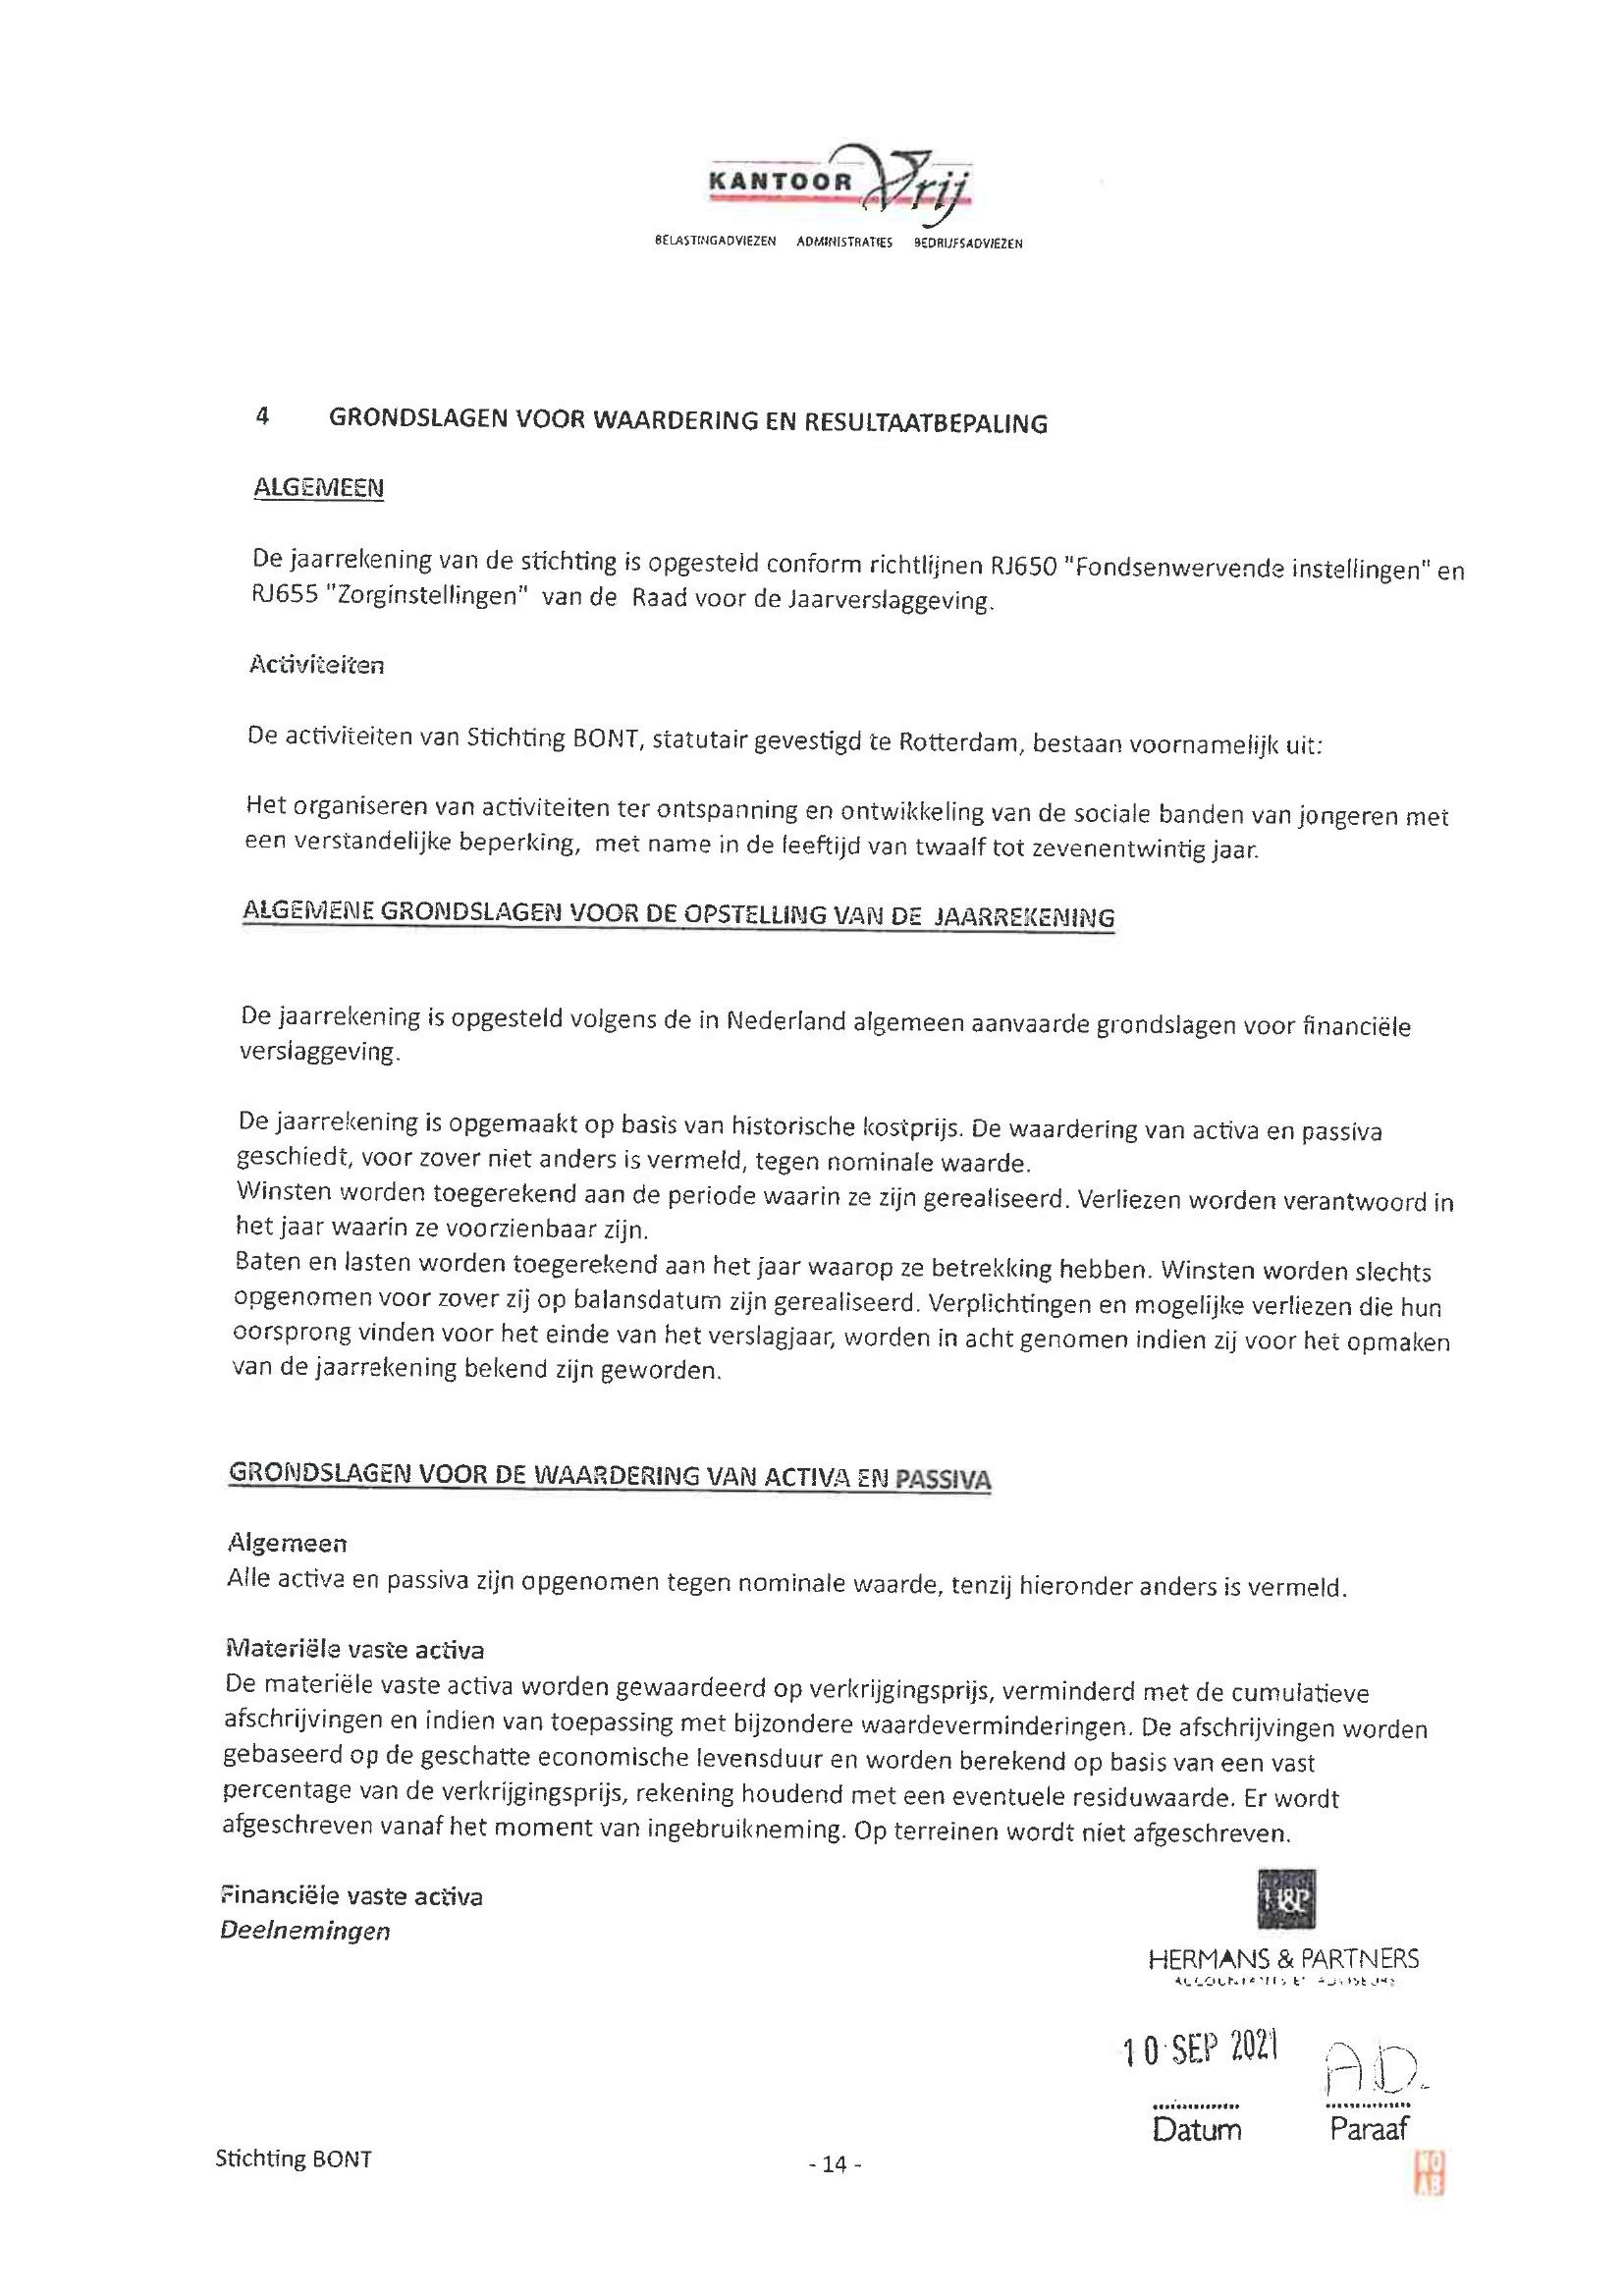 KANTOOR Vrij
BELASTINGADVIEZEN ADMINISTRATIES BEDRIJFSADVIEZEN
4 GRONDSLAGEN VOOR WAARDERING EN RESULTAATBEPALING
ALGEMEEN
De jaarrekening van de stichting is opgesteld conform richtlijnen RJ650 "Fondsenwervende instellingen" en
RJ655 "Zorginstellingen" van de Raad voor de Jaarverslaggeving.
Activiteiten
De activiteiten van Stichting BONT, statutair gevestigd te Rotterdam, bestaan voornamelijk uit:
Het organiseren van activiteiten ter ontspanning en ontwikkeling van de sociale banden van jongeren met
een verstandelijke beperking, met name in de leeftijd van twaalf tot zevenentwintig jaar.
ALGEMENE GRONDSLAGEN VOOR DE OPSTELLING VAN DE JAARREKENING
De jaarrekening is opgesteld volgens de in Nederland algemeen aanvaarde grondslagen voor financiële
verslaggeving.
De jaarrekening is opgemaakt op basis van historische kostprijs. De waardering van activa en passiva
geschiedt, voor zover niet anders is vermeld, tegen nominale waarde.
Winsten worden toegerekend aan de periode waarin ze zijn gerealiseerd. Verliezen worden verantwoord in
het jaar waarin ze voorzienbaar zijn.
Baten en lasten worden toegerekend aan het jaar waarop ze betrekking hebben. Winsten worden slechts
opgenomen voor zover zij op balansdatum zijn gerealiseerd. Verplichtingen en mogelijke verliezen die hun
oorsprong vinden voor het einde van het verslagjaar, worden in acht genomen indien zij voor het opmaken
van de jaarrekening bekend zijn geworden.
GRONDSLAGEN VOOR DE WAARDERING VAN ACTIVA EN PASSIVA
Algemeen
Alle activa en passiva zijn opgenomen tegen nominale waarde, tenzij hieronder anders is vermeld.
Materiële vaste activa
De materiële vaste activa worden gewaardeerd op verkrijgingsprijs, verminderd met de cumulatieve
afschrijvingen en indien van toepassing met bijzondere waardeverminderingen. De afschrijvingen worden
gebaseerd op de geschatte economische levensduur en worden berekend op basis van een vast
percentage van de verkrijgingsprijs, rekening houdend met een eventuele residuwaarde. Er wordt
afgeschreven vanaf het moment van ingebruikneming. Op terreinen wordt niet afgeschreven.
Financiële vaste activa
Deelnemingen
H&P
HERMANS & PARTNERS
ACCOUNTANTS EN ADVISEURS
10 SEP 2021 A.D.
Datum Paraaf
Stichting BONT - 14 -
NO
AB